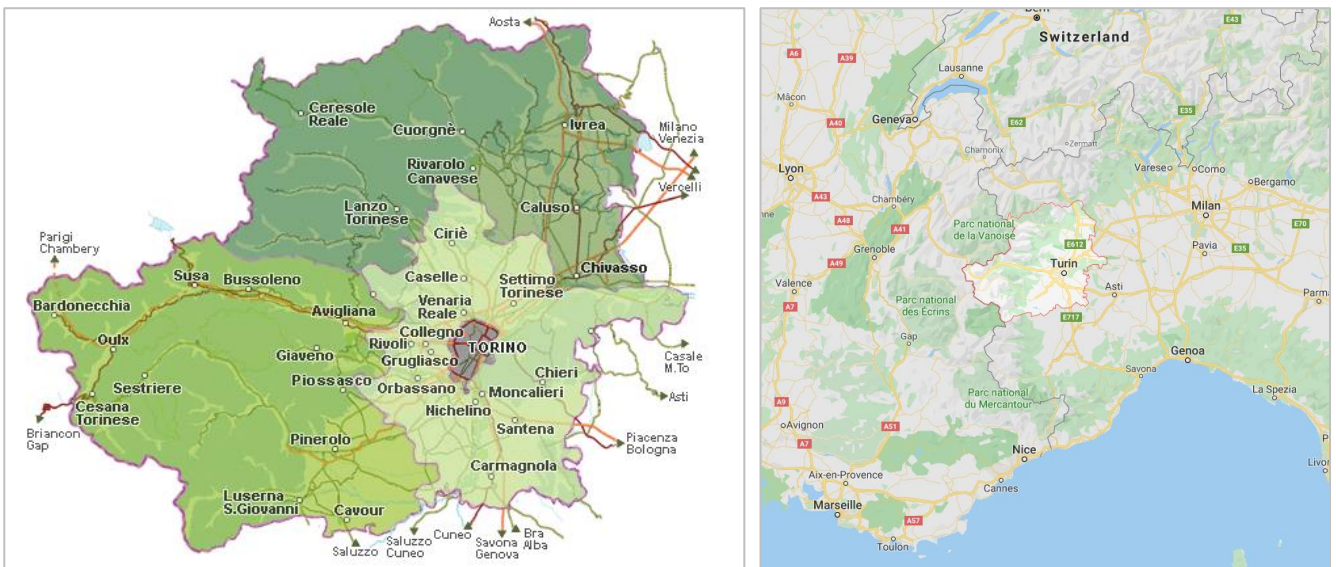 Aosta
Ceresole
Reale
Cuorgnè
Ivrea
Milano
Venezia
Rivarolo
Canavese
Vercelli
Lanzo
Torinese
Caluso
Ciriè
Parigi
Chambery
Caselle
Settimo
Torinese
Chivasso
Susa
Bussoleno
Venaria
Reale
Bardonecchia
Avigliana
Collegno
Oulx
Rivoli
TORINO
Giaveno
Grugliasco
Casale
M.To
Sestriere
Piossasco
Orbassano
Chieri
Moncalieri
Asti
Cesana
Torinese
Nichelino
Briancon
Gap
Santena
Pinerolo
Piacenza
Bologna
Carmagnola
Luserna
S.Giovanni
Cavour
Saluzzo
Saluzzo
Cuneo
Cuneo
Savona
Genova
Bra
Alba
Bern
E43
Switzerland
A6
A39
Lausanne
Mâcon
A40
Geneva
E62
E35
Chamonix
Zermatt
Lyon
Varese
Como
Bergamo
A43
Chambéry
Milan
A48
A41
Parc national
de la Vanoise
E70
Grenoble
E612
Pavia
E35
A49
Turin
Valence
Asti
Parma
A7
Parc national
des Écrins
E717
Gap
Genoa
Savona
La Spezia
Parc national
du Mercantour
A9
A51
Avignon
A7
Nice
Aix-en-Provence
Cannes
Livor
Marseille
A57
Toulon